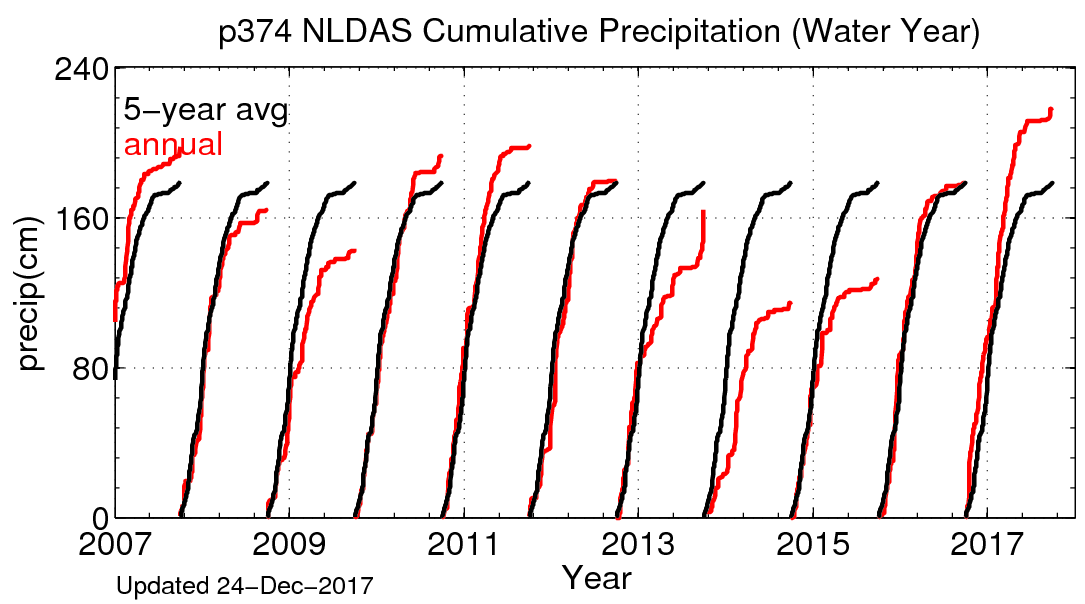 p374 NLDAS Cumulative Precipitation (Water Year)
240
5−year avg
annual
160
precip(cm)
80
0
2007 2009 2011 2013 2015 2017
Year
Updated 24−Dec−2017